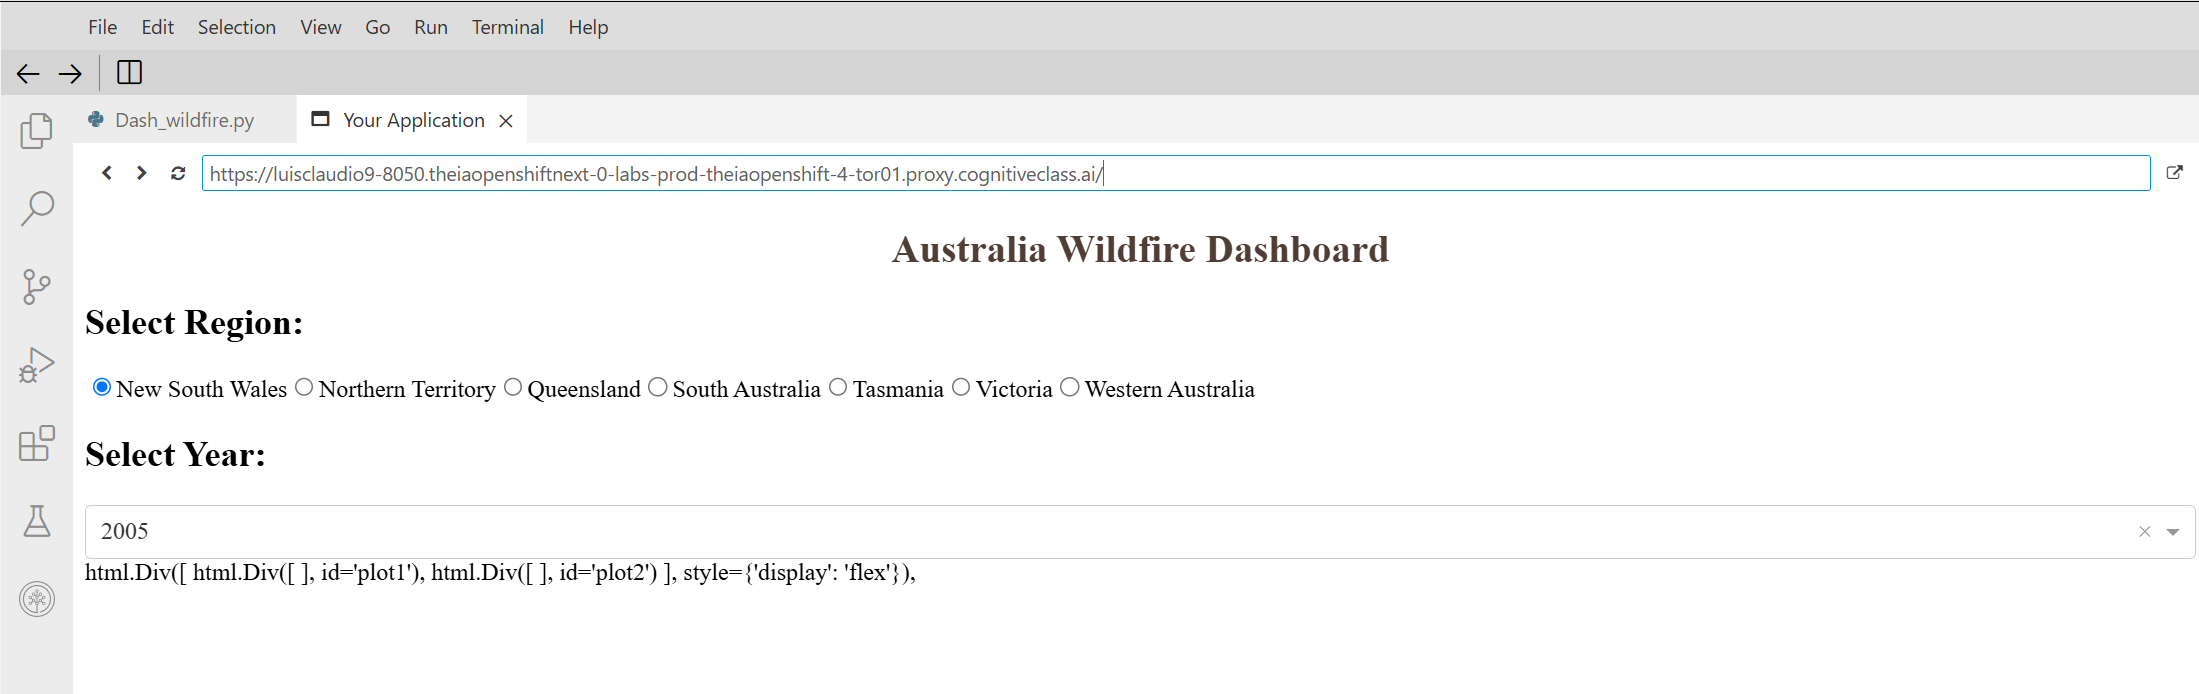 File Edit Selection View Go Run Terminal Help
Dash_wildfire.py Your Application
https://luisclaudio9-8050.theiaopenshiftnext-0-labs-prod-theiaopenshift-4-tor01.proxy.cognitiveclass.ai/
Australia Wildfire Dashboard
Select Region:
New South Wales Northern Territory Queensland South Australia Tasmania Victoria Western Australia
Select Year:
2005
html.Div([ html.Div([ ], id='plot1'), html.Div([ ], id='plot2') ], style={'display': 'flex'}),